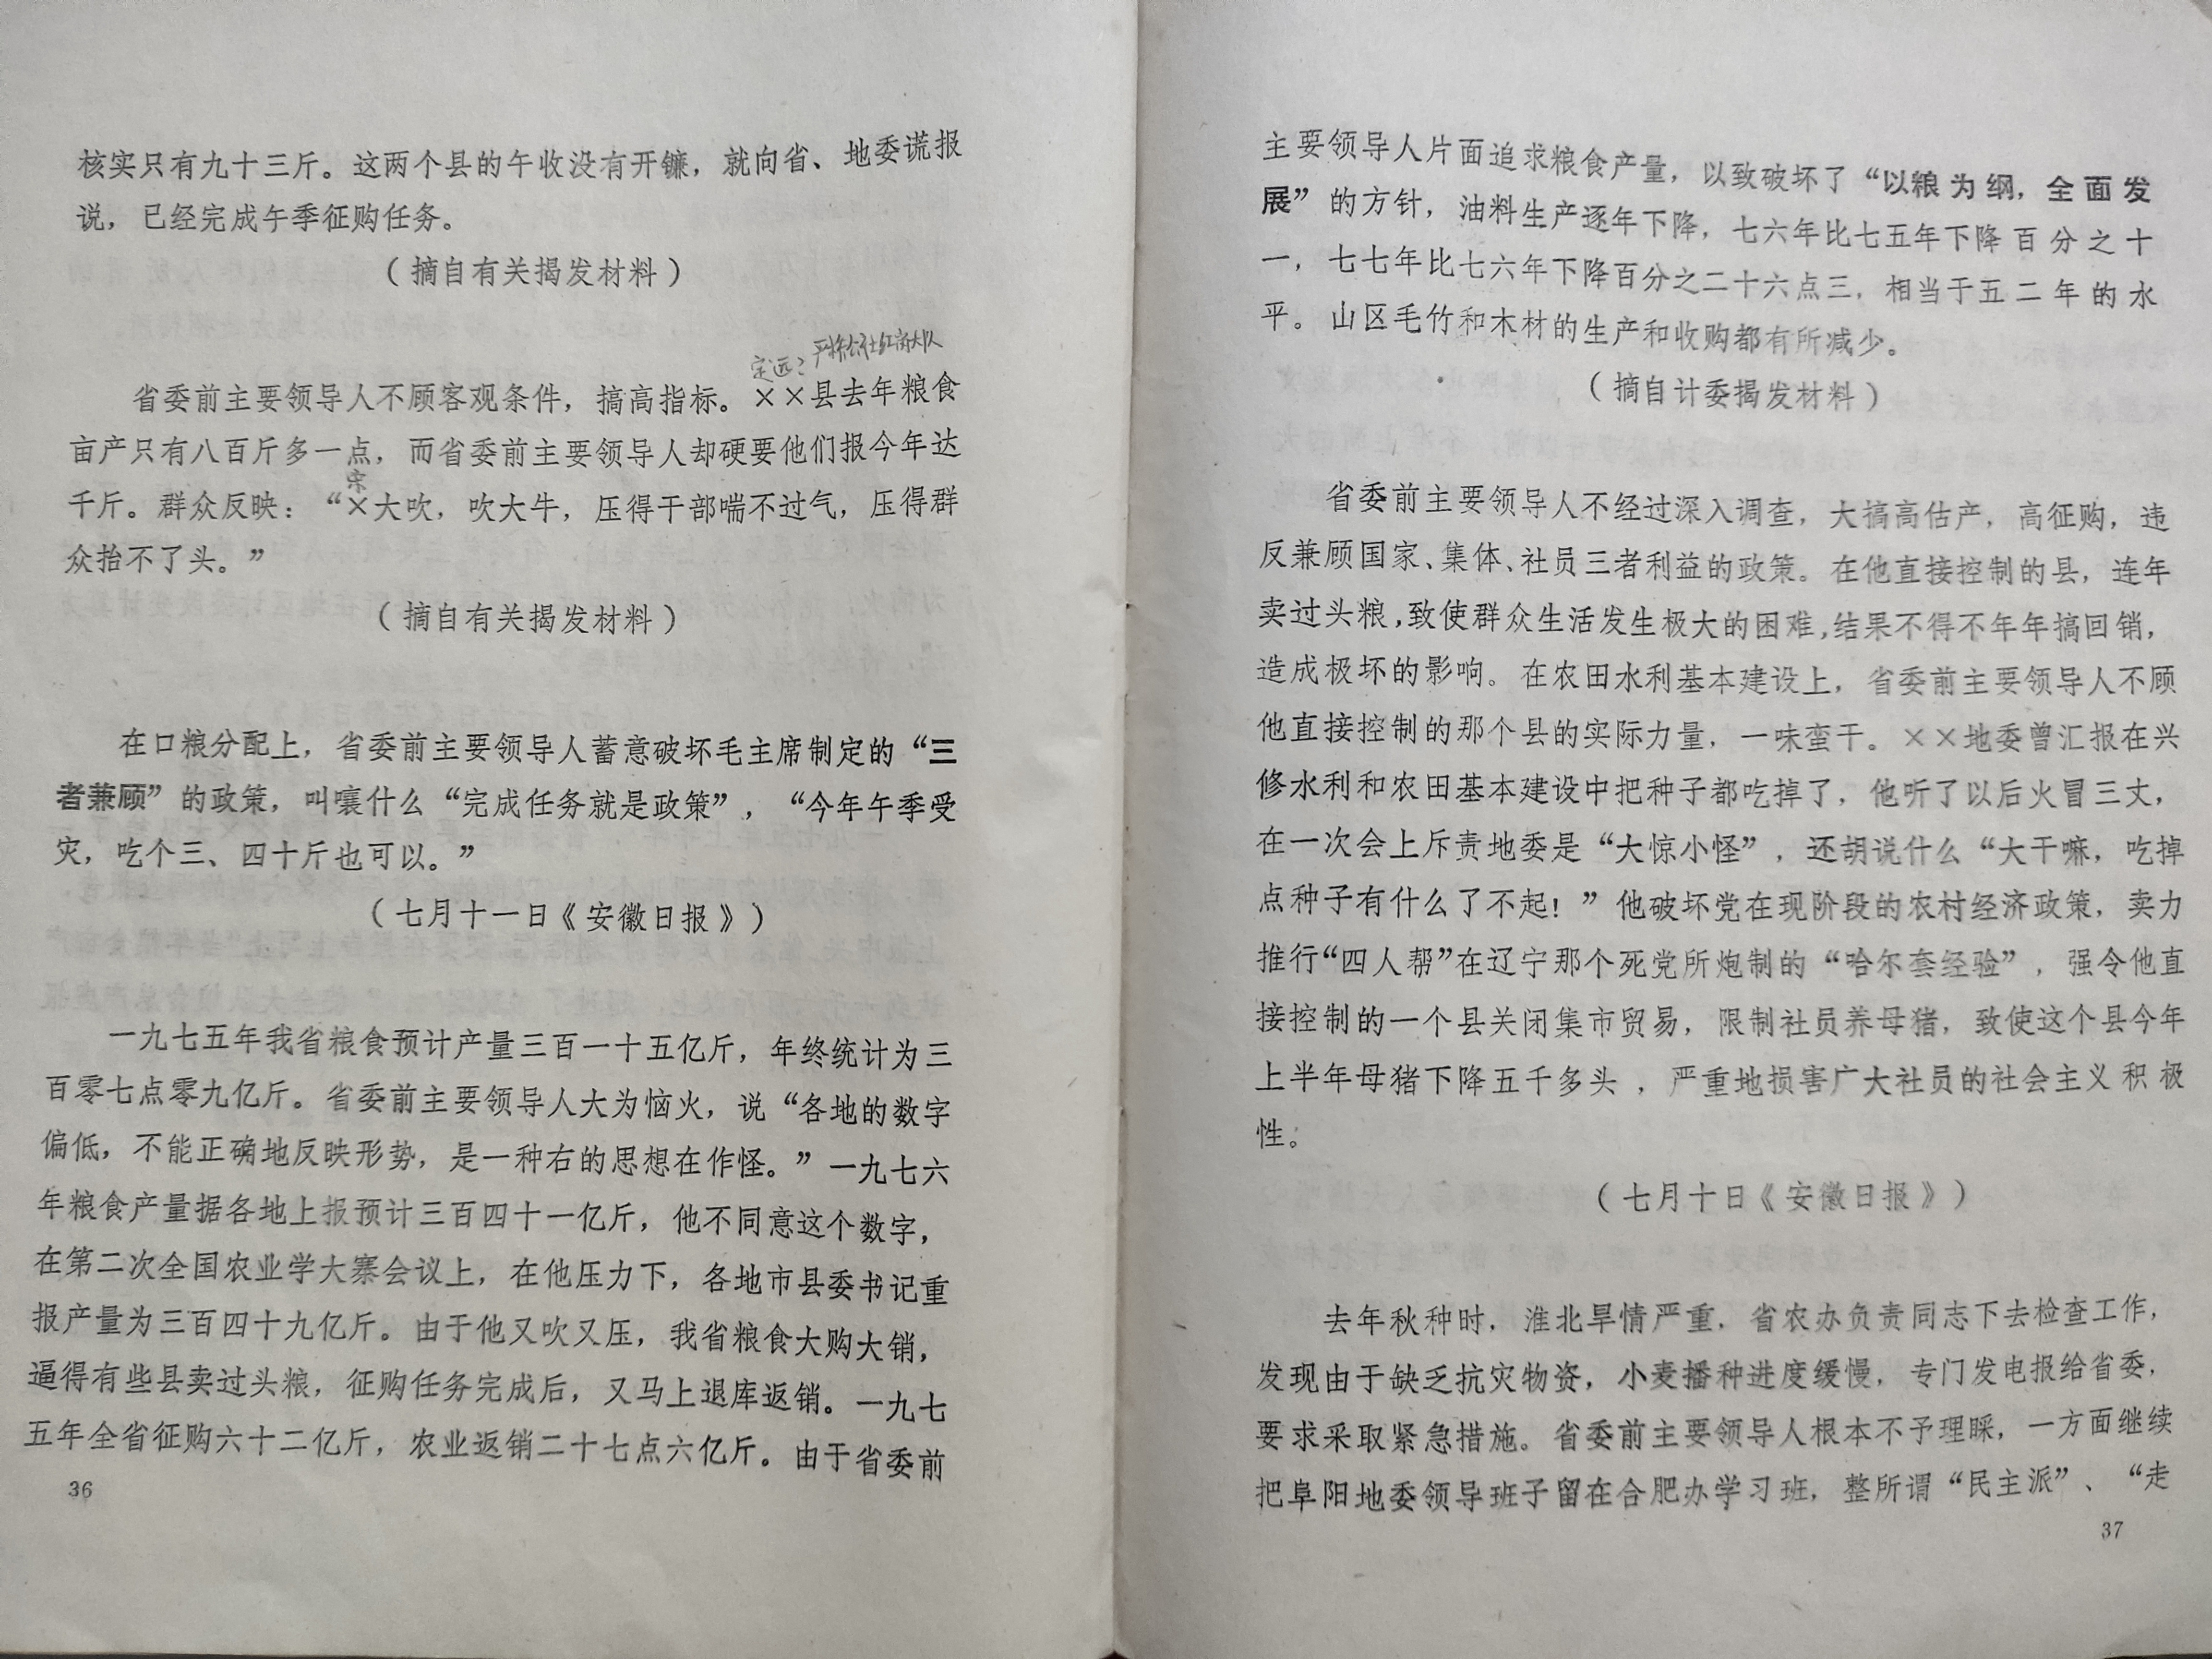 核实只有九十三斤。这两个县的午收没有开镰，就向省、地委谎报
说，已经完成午季征购任务。
（摘自有关揭发材料）
定远：
省委前主要领导人不顾客观条件，搞高指标。××县去年粮食
亩产只有八百斤多一点，而省委前主要领导人却硬要他们报今年达
宋
千斤。群众反映：“×大吹，吹大牛，压得干部喘不过气，压得群
众抬不了头。”
（摘自有关揭发材料）
在口粮分配上，省委前主要领导人蓄意破坏毛主席制定的“三
者兼顾”的政策，叫嚷什么“完成任务就是政策”，“今年午季受
灾，吃个三、四十斤也可以。”
（七月十一日《安徽日报》）
一九七五年我省粮食预计产量三百一十五亿斤，年终统计为三
百零七点零九亿斤。省委前主要领导人大为恼火，说“各地的数字
偏低，不能正确地反映形势，是一种右的思想在作怪。”一九七六
年粮食产量据各地上报预计三百四十一亿斤，他不同意这个数字，
在第二次全国农业学大寨会议上，在他压力下，各地市县委书记重
报产量为三百四十九亿斤。由于他又吹又压，我省粮食大购大销，
逼得有些县卖过头粮，征购任务完成后，又马上退库返销。一九七
五年全省征购六十二亿斤，农业返销二十七点六亿斤。由于省委前
36
主要领导人片面追求粮食产量，以致破坏了“以粮为纲，全面发
展”的方针，油料生产逐年下降，七六年比七五年下降百分之十
一，七七年比七六年下降百分之二十六点三，相当于五二年的水
平。山区毛竹和木材的生产和收购都有所减少。
（摘自计委揭发材料）
省委前主要领导人不经过深入调查，大搞高估产，高征购，违
反兼顾国家、集体、社员三者利益的政策。在他直接控制的县，连年
卖过头粮，致使群众生活发生极大的困难，结果不得不年年搞回销，
造成极坏的影响。在农田水利基本建设上，省委前主要领导人不顾
他直接控制的那个县的实际力量，一味蛮干。××地委曾汇报在兴
修水利和农田基本建设中把种子都吃掉了，他听了以后火冒三丈，
在一次会上斥责地委是“大惊小怪”，还胡说什么“大干嘛，吃掉
点种子有什么了不起！”他破坏党在现阶段的农村经济政策，卖力
推行“四人帮”在辽宁那个死党所炮制的“哈尔套经验”，强令他直
接控制的一个县关闭集市贸易，限制社员养母猪，致使这个县今年
上半年母猪下降五千多头，严重地损害广大社员的社会主义积极
性。
（七月十日《安徽日报》）
去年秋种时，淮北旱情严重，省农办负责同志下去检查工作，
发现由于缺乏抗灾物资，小麦播种进度缓慢，专门发电报给省委，
要求采取紧急措施。省委前主要领导人根本不予理睬，一方面继续
把阜阳地委领导班子留在合肥办学习班，整所谓“民主派”、“走
37